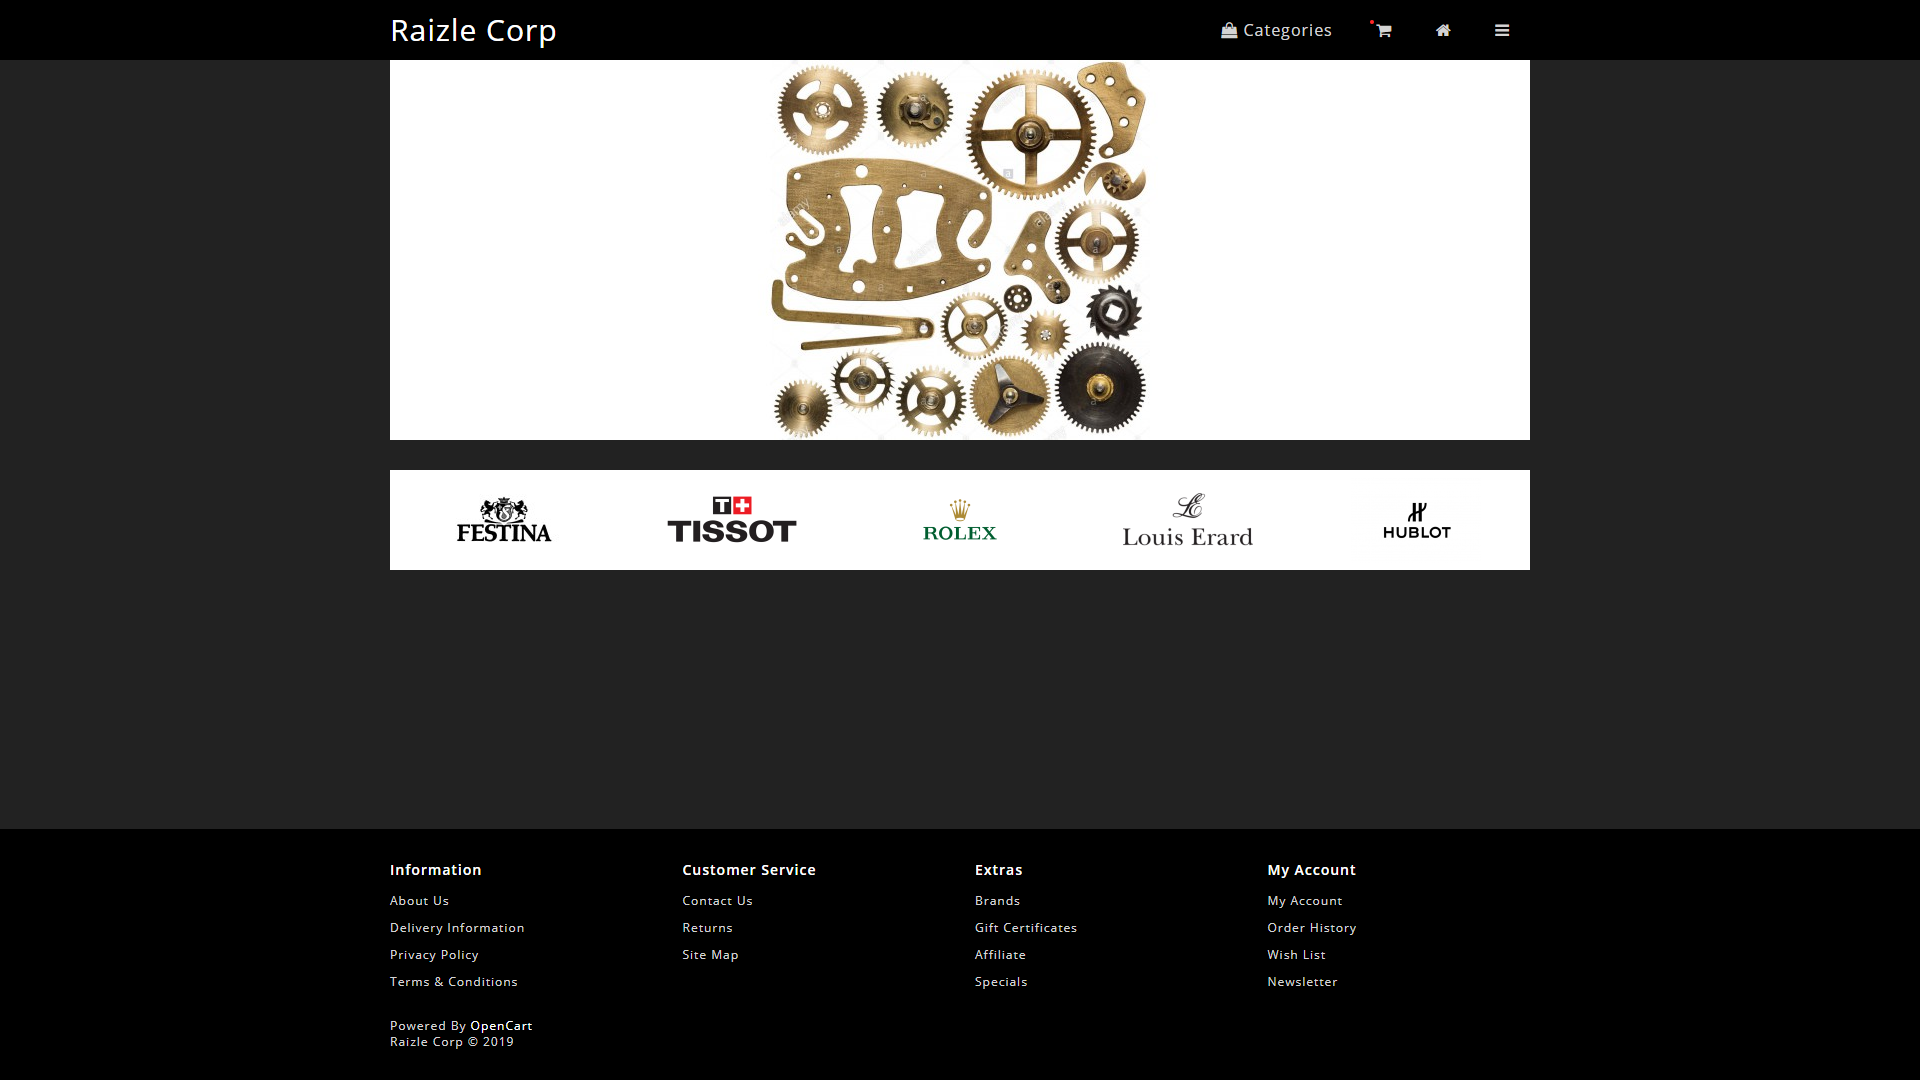 Raizle Corp
Categories
FESTINA
T+
TISSOT
ROLEX
LE
Louis Erard
H
HUBLOT
Information
About Us
Delivery Information
Privacy Policy
Terms & Conditions
Customer Service
Contact Us
Returns
Site Map
Extras
Brands
Gift Certificates
Affiliate
Specials
My Account
My Account
Order History
Wish List
Newsletter
Powered By OpenCart
Raizle Corp © 2019